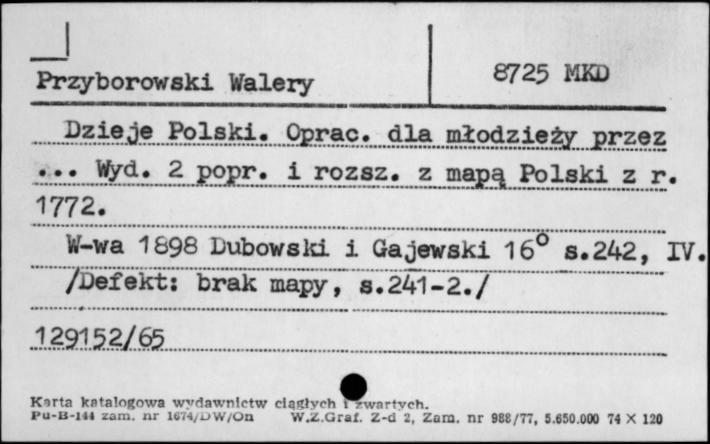 Przyborowski Walery
8725 MKD
Dzieje Polski. Oprac. dla młodzieży przez
... Wyd. 2 popr. i rozsz. z mapą Polski z r.
1772.
W-wa 1898 Dubowski i Gajewski 16° s.242, IV.
/Defekt: brak mapy, s.241-2./
129152/65
Karta katalogowa wydawnictw ciągłych i zwartych.
Pu-B-144 zam. nr 1674/DW/On W.Z.Graf. Z-d 2, Zam. nr 988/77, 5.650.000 74 X 120